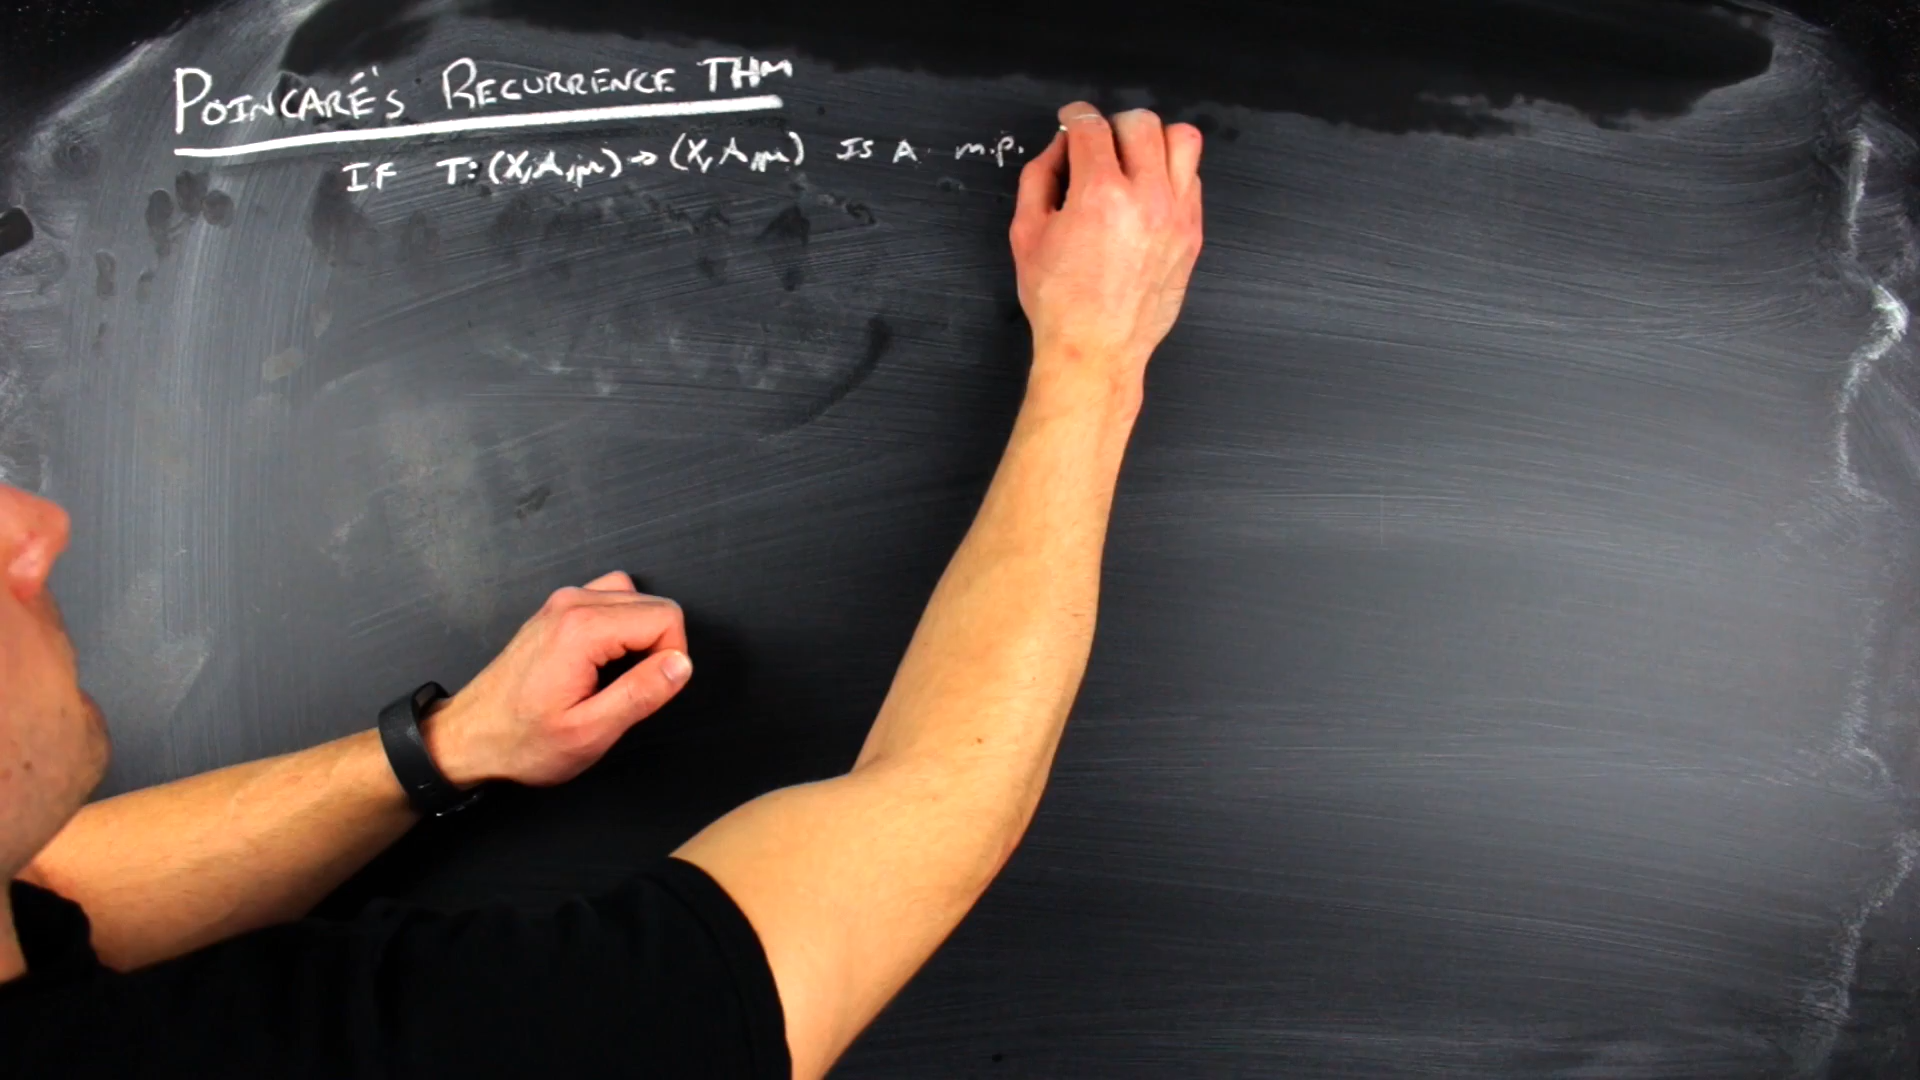 POINCARÉ'S RECURRENCE THM
IF T: (X, A, μ) → (X, A, μ) IS A m.p.